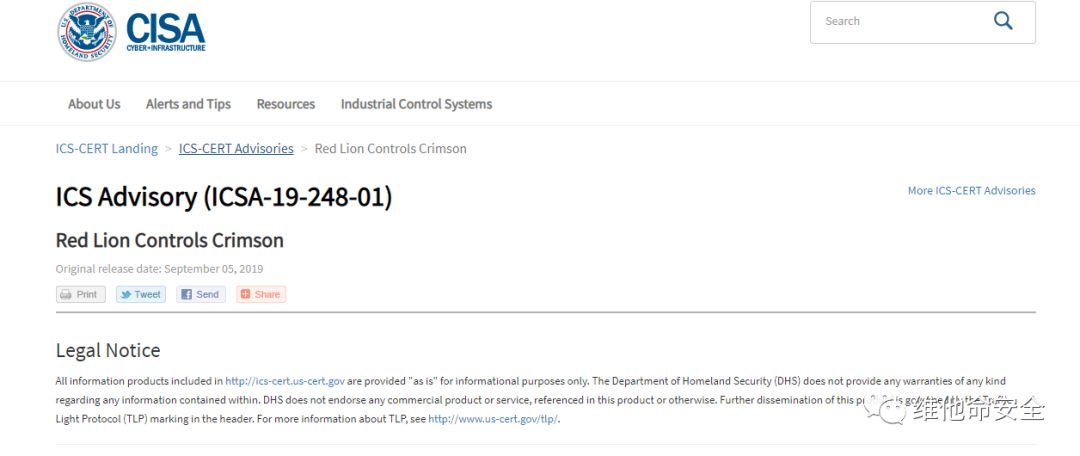 U.S. DEPARTMENT OF
HOMELAND SECURITY
CISA
CYBER+INFRASTRUCTURE
Search
About Us Alerts and Tips Resources Industrial Control Systems
ICS-CERT Landing > ICS-CERT Advisories > Red Lion Controls Crimson
ICS Advisory (ICSA-19-248-01)
More ICS-CERT Advisories
Red Lion Controls Crimson
Original release date: September 05, 2019
Print Tweet Send Share
Legal Notice
All information products included in http://ics-cert.us-cert.gov are provided "as is" for informational purposes only. The Department of Homeland Security (DHS) does not provide any warranties of any kind
regarding any information contained within. DHS does not endorse any commercial product or service, referenced in this product or otherwise. Further dissemination of this is the
Light Protocol (TLP) marking in the header. For more information about TLP, see http://www.us-cert.gov/tlp/.
维他命安全